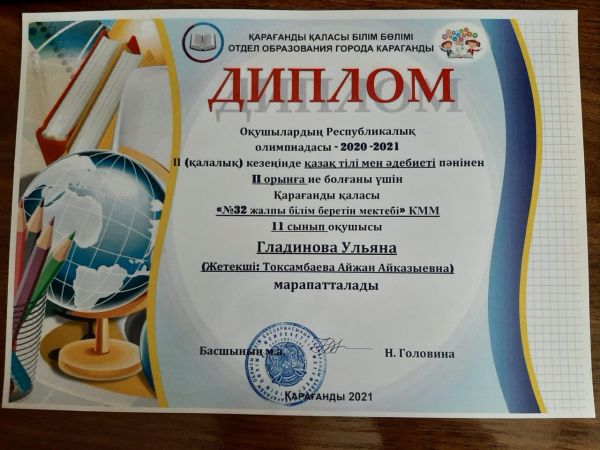 ҚАРАҒАНДЫ ҚАЛАСЫ БІЛІМ БӨЛІМІ
ОТДЕЛ ОБРАЗОВАНИЯ ГОРОДА КАРАГАНДЫ
ДИПЛОМ
Оқушылардың Республикалық
олимпиадасы - 2020 -2021
II (қалалық) кезеңінде қазақ тілі мен әдебиеті пәнінен
II орынға ие болғаны үшін
Қарағанды қаласы
«№32 жалпы білім беретін мектебі» КММ
11 сынып оқушысы
Гладинова Ульяна
(Жетекші: Токсамбаева Айжан Айказыевна)
марапатталады
Басшының м.а. Н. Головина
ҚАРАҒАНДЫ 2021